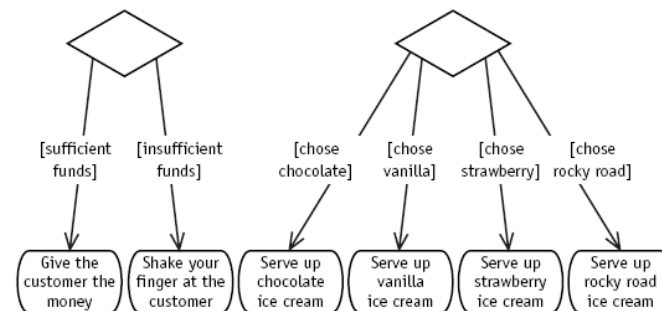 [sufficient
funds]
[insufficient
funds]
[chose
chocolate]
[chose
vanilla]
[chose
strawberry]
[chose
rocky road]
Give the
customer the
money
Shake your
finger at the
customer
Serve up
chocolate
ice cream
Serve up
vanilla
ice cream
Serve up
strawberry
ice cream
Serve up
rocky road
ice cream